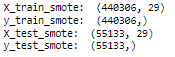 X_train_smote:  (440306, 29)
y_train_smote:  (440306,)
X_test_smote:  (55133, 29)
y_test_smote:  (55133,)